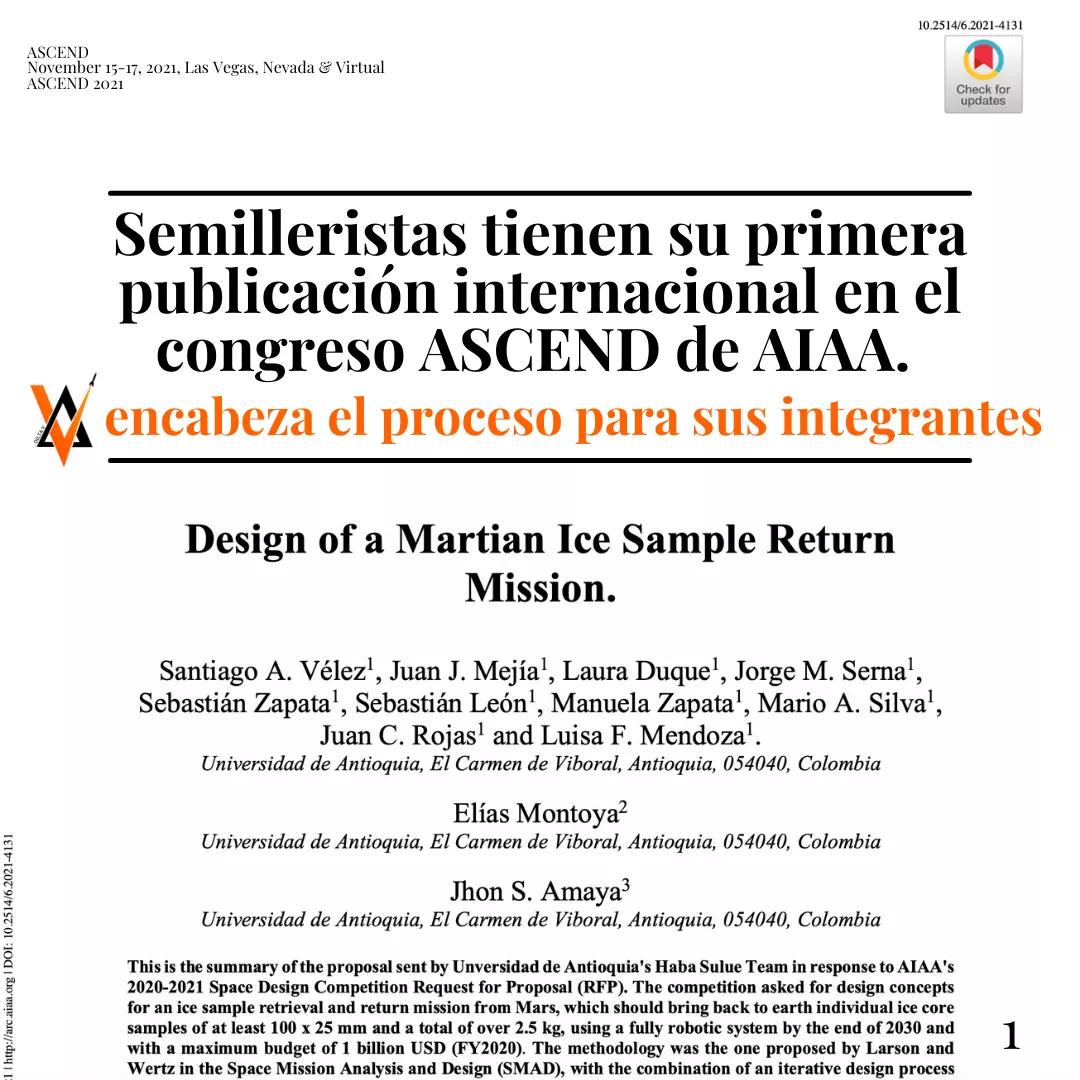 10.2514/6.2021-4131
ASCEND
November 15-17, 2021, Las Vegas, Nevada & Virtual
ASCEND 2021
Check for
updates
Semilleristas tienen su primera
publicación internacional en el
congreso ASCEND de AIAA.
encabeza el proceso para sus integrantes
Design of a Martian Ice Sample Return
Mission.
Santiago A. Vélez¹, Juan J. Mejía¹, Laura Duque¹, Jorge M. Serna¹,
Sebastián Zapata¹, Sebastián León¹, Manuela Zapata¹, Mario A. Silva¹,
Juan C. Rojas¹ and Luisa F. Mendoza¹.
Universidad de Antioquia, El Carmen de Viboral, Antioquia, 054040, Colombia
Elías Montoya²
Universidad de Antioquia, El Carmen de Viboral, Antioquia, 054040, Colombia
Jhon S. Amaya³
Universidad de Antioquia, El Carmen de Viboral, Antioquia, 054040, Colombia
This is the summary of the proposal sent by Unversidad de Antioquia's Haba Sulue Team in response to AIAA's
2020-2021 Space Design Competition Request for Proposal (RFP). The competition asked for design concepts
for an ice sample retrieval and return mission from Mars, which should bring back to earth individual ice core
samples of at least 100 x 25 mm and a total of over 2.5 kg, using a fully robotic system by the end of 2030 and
with a maximum budget of 1 billion USD (FY2020). The methodology was the one proposed by Larson and
Wertz in the Space Mission Analysis and Design (SMAD), with the combination of an iterative design process
1
21 | http://arc.aiaa.org | DOI: 10.2514/6.2021-4131